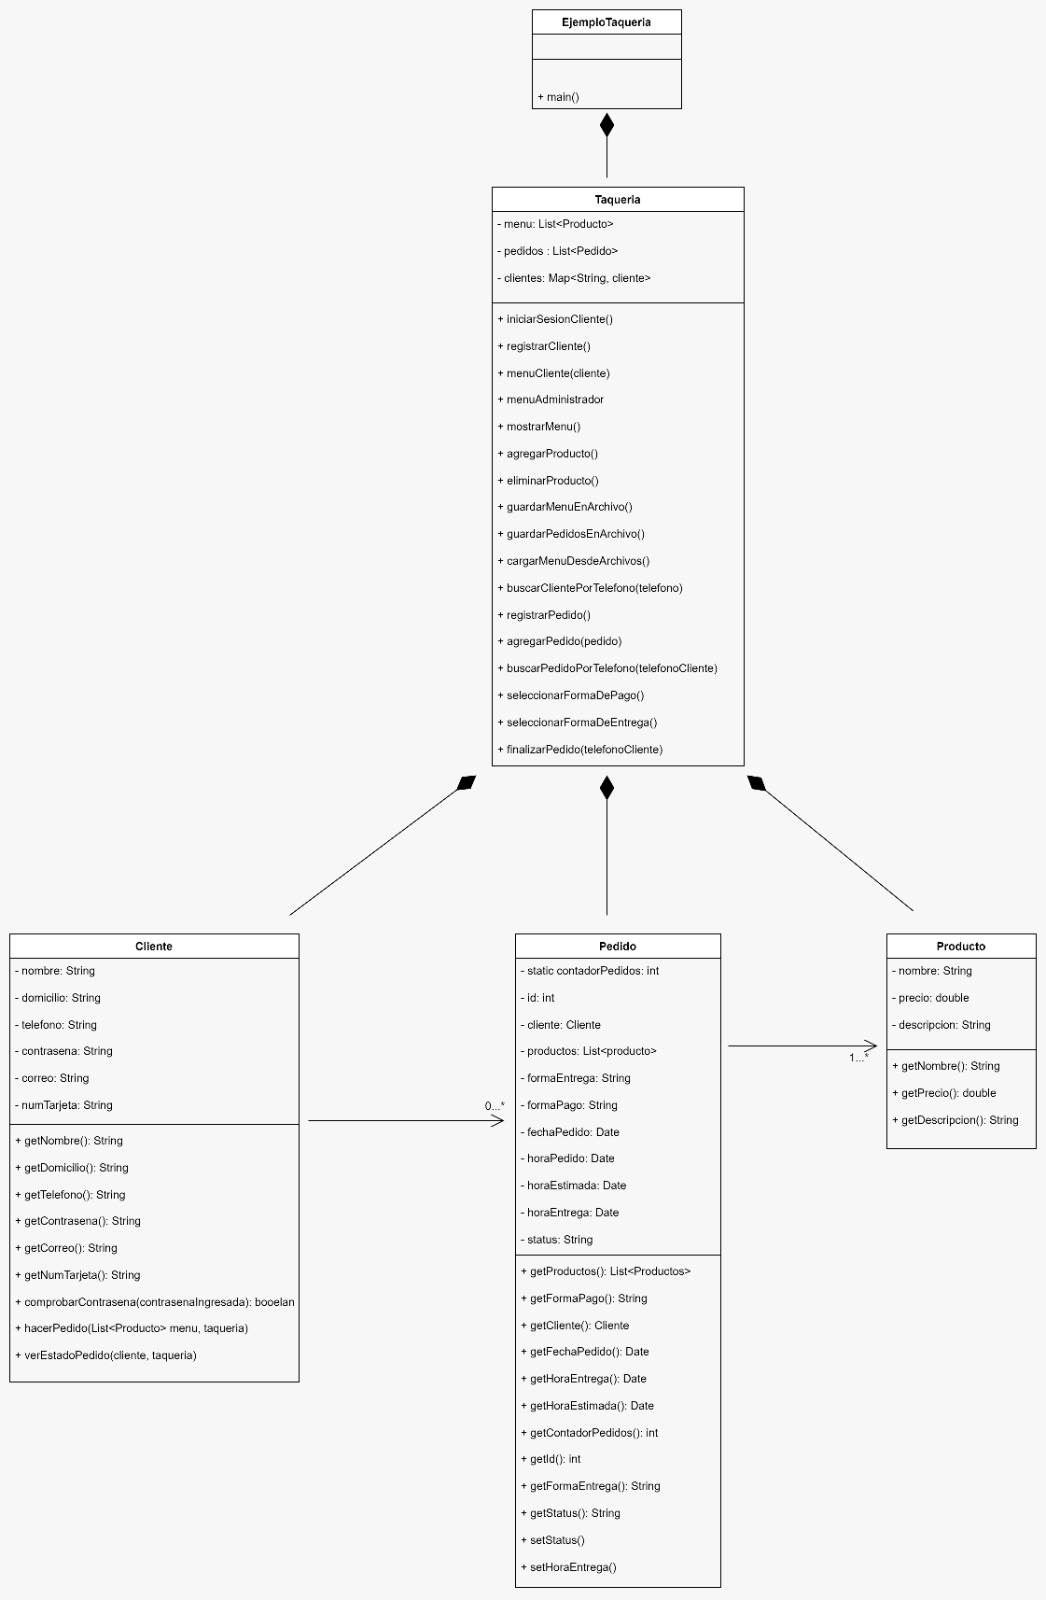 EjemploTaqueria
+ main()
Taqueria
- menu: List<Producto>
- pedidos : List<Pedido>
- clientes: Map<String, cliente>
+ iniciarSesionCliente()
+ registrarCliente()
+ menuCliente(cliente)
+ menuAdministrador
+ mostrarMenu()
+ agregarProducto()
+ eliminarProducto()
+ guardarMenuEnArchivo()
+ guardarPedidosEnArchivo()
+ cargarMenuDesdeArchivos()
+ buscarClientePorTelefono(telefono)
+ registrarPedido()
+ agregarPedido(pedido)
+ buscarPedidoPorTelefono(telefonoCliente)
+ seleccionarFormaDePago()
+ seleccionarFormaDeEntrega()
+ finalizarPedido(telefonoCliente)
Cliente
- nombre: String
- domicilio: String
- telefono: String
- contrasena: String
- correo: String
- numTarjeta: String
+ getNombre(): String
+ getDomicilio(): String
+ getTelefono(): String
+ getContrasena(): String
+ getCorreo(): String
+ getNumTarjeta(): String
+ comprobarContrasena(contrasenaIngresada): booelan
+ hacerPedido(List<Producto> menu, taqueria)
+ verEstadoPedido(cliente, taqueria)
0...*
Pedido
- static contadorPedidos: int
- id: int
- cliente: Cliente
- productos: List<producto>
- formaEntrega: String
- formaPago: String
- fechaPedido: Date
- horaPedido: Date
- horaEstimada: Date
- horaEntrega: Date
- status: String
+ getProductos(): List<Productos>
+ getFormaPago(): String
+ getCliente(): Cliente
+ getFechaPedido(): Date
+ getHoraEntrega(): Date
+ getHoraEstimada(): Date
+ getContadorPedidos(): int
+ getId(): int
+ getFormaEntrega(): String
+ getStatus(): String
+ setStatus()
+ setHoraEntrega()
1...*
Producto
- nombre: String
- precio: double
- descripcion: String
+ getNombre(): String
+ getPrecio(): double
+ getDescripcion(): String